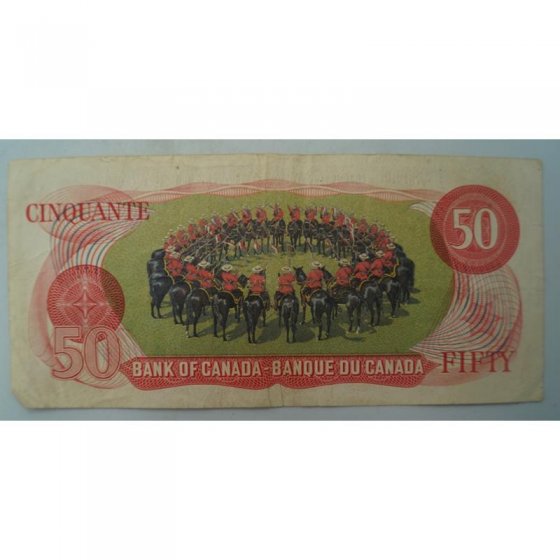 CINQUANTE
50
50
BANK OF CANADA - BANQUE DU CANADA
FIFTY